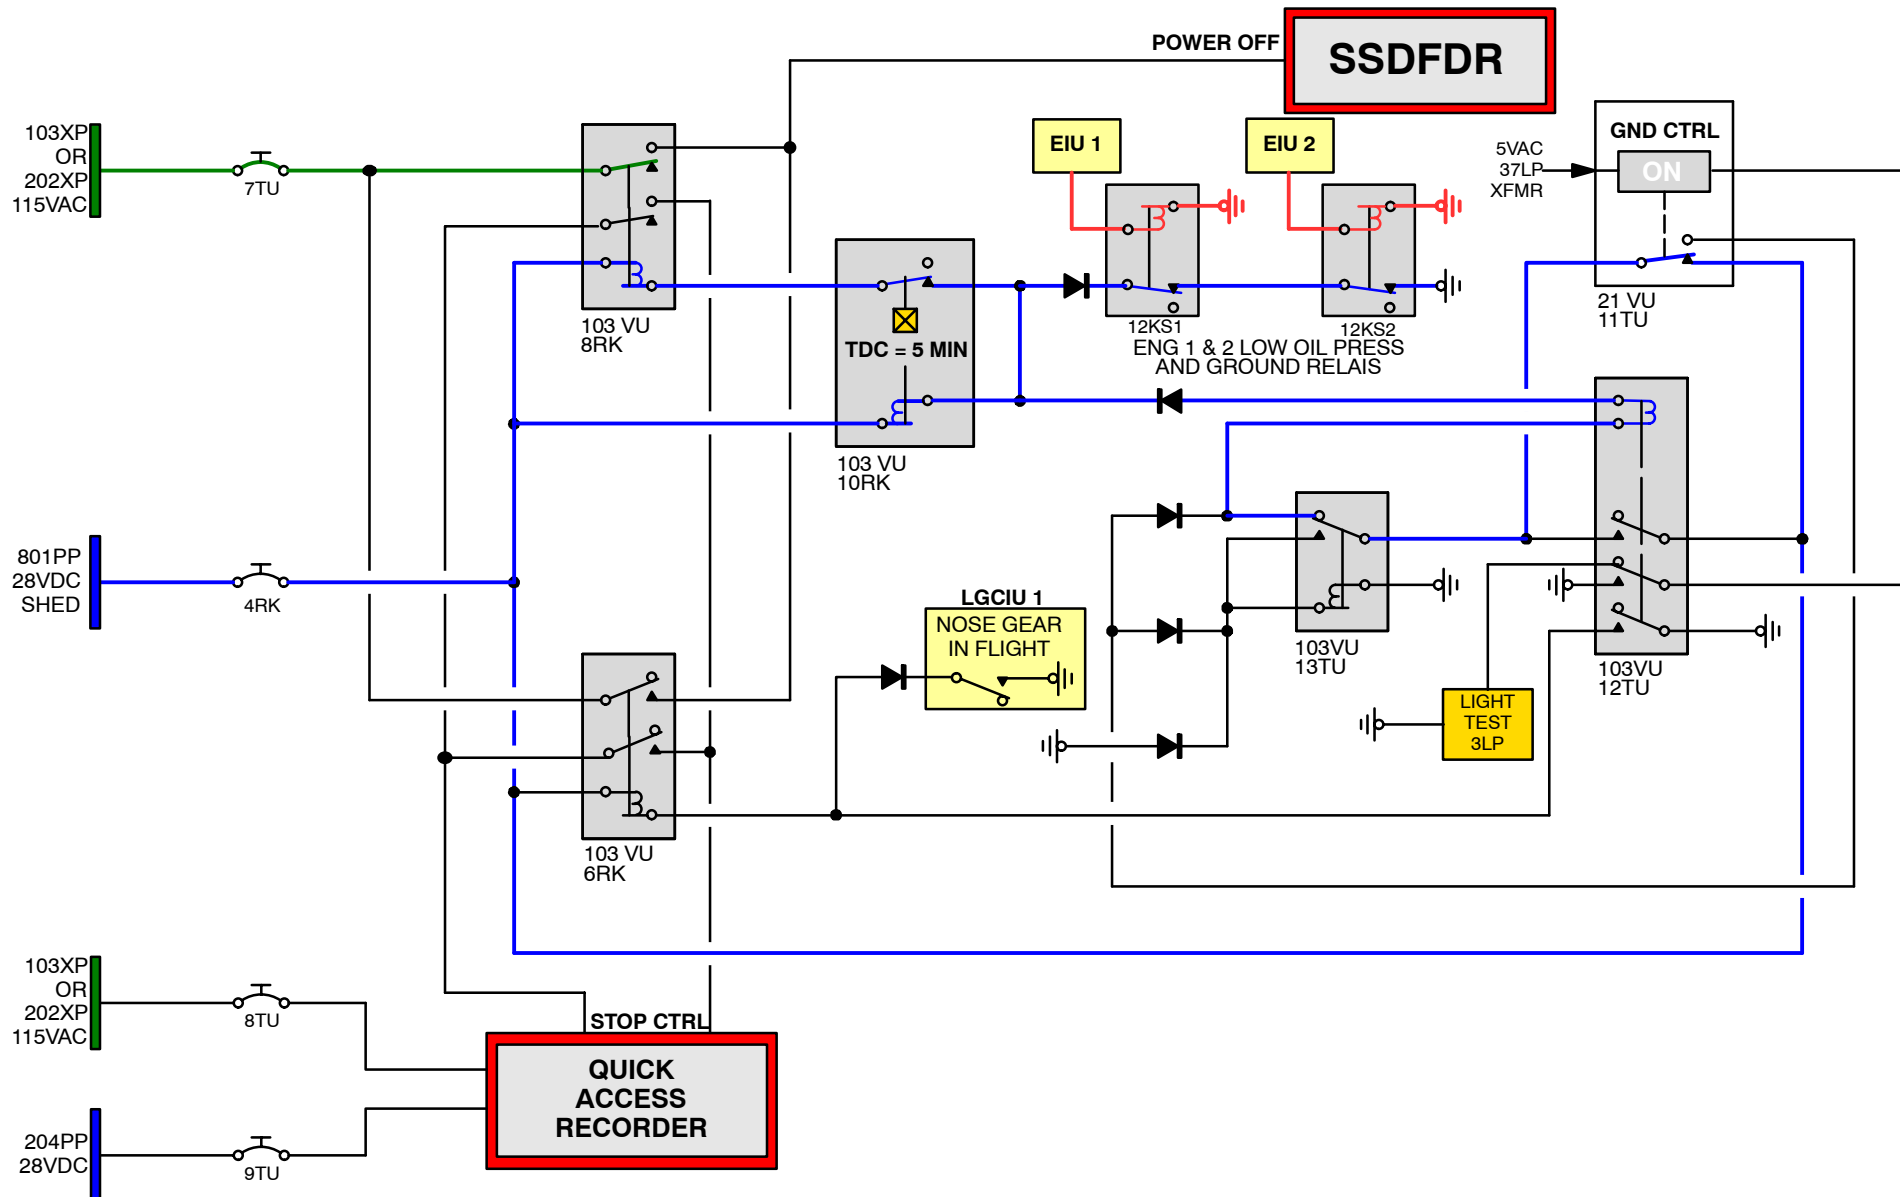 POWER OFF
SSDFDR
103XP
OR
202XP
115VAC
7TU
EIU 1
EIU 2
GND CTRL
ON
5VAC
37LP
XFMR
21 VU
11TU
103 VU
8RK
TDC = 5 MIN
103 VU
10RK
12KS1
12KS2
ENG 1 & 2 LOW OIL PRESS
AND GROUND RELAIS
801PP
28VDC
SHED
4RK
LGCIU 1
NOSE GEAR
IN FLIGHT
103VU
13TU
103VU
12TU
LIGHT
TEST
3LP
103 VU
6RK
103XP
OR
202XP
115VAC
8TU
STOP CTRL
QUICK
ACCESS
RECORDER
204PP
28VDC
9TU